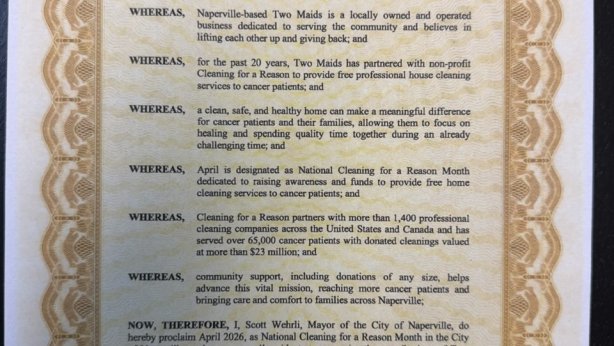 WHEREAS, Naperville-based Two Maids is a locally owned and operated
business dedicated to serving the community and believes in
lifting each other up and giving back; and
WHEREAS, for the past 20 years, Two Maids has partnered with non-profit
Cleaning for a Reason to provide free professional house cleaning
services to cancer patients; and
WHEREAS, a clean, safe, and healthy home can make a meaningful difference
for cancer patients and their families, allowing them to focus on
healing and spending quality time together during an already
challenging time; and
WHEREAS, April is designated as National Cleaning for a Reason Month
dedicated to raising awareness and funds to provide free home
cleaning services to cancer patients; and
WHEREAS, Cleaning for a Reason partners with more than 1,400 professional
cleaning companies across the United States and Canada and has
served over 65,000 cancer patients with donated cleanings valued
at more than $23 million; and
WHEREAS, community support, including donations of any size, helps
advance this vital mission, reaching more cancer patients and
bringing care and comfort to families across Naperville;
NOW, THEREFORE, I, Scott Wehrli, Mayor of the City of Naperville, do
hereby proclaim April 2026, as National Cleaning for a Reason Month in the City